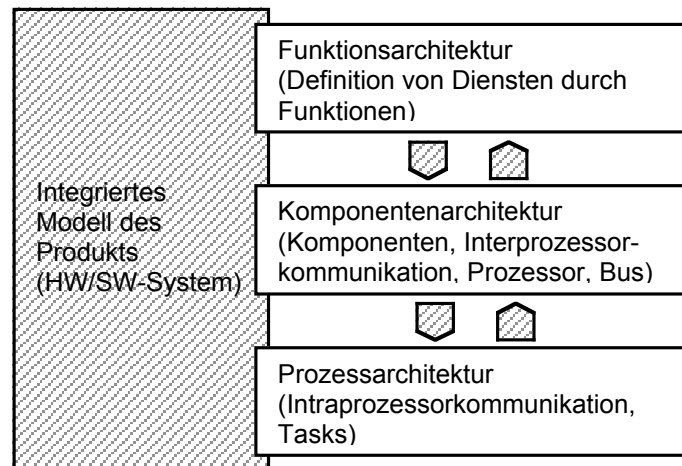 Funktionsarchitektur
(Definition von Diensten durch
Funktionen)
Integriertes
Modell des
Produkts
(HW/SW-System)
Komponentenarchitektur
(Komponenten, Interprozessor-
kommunikation, Prozessor, Bus)
Prozessarchitektur
(Intraprozessorkommunikation,
Tasks)